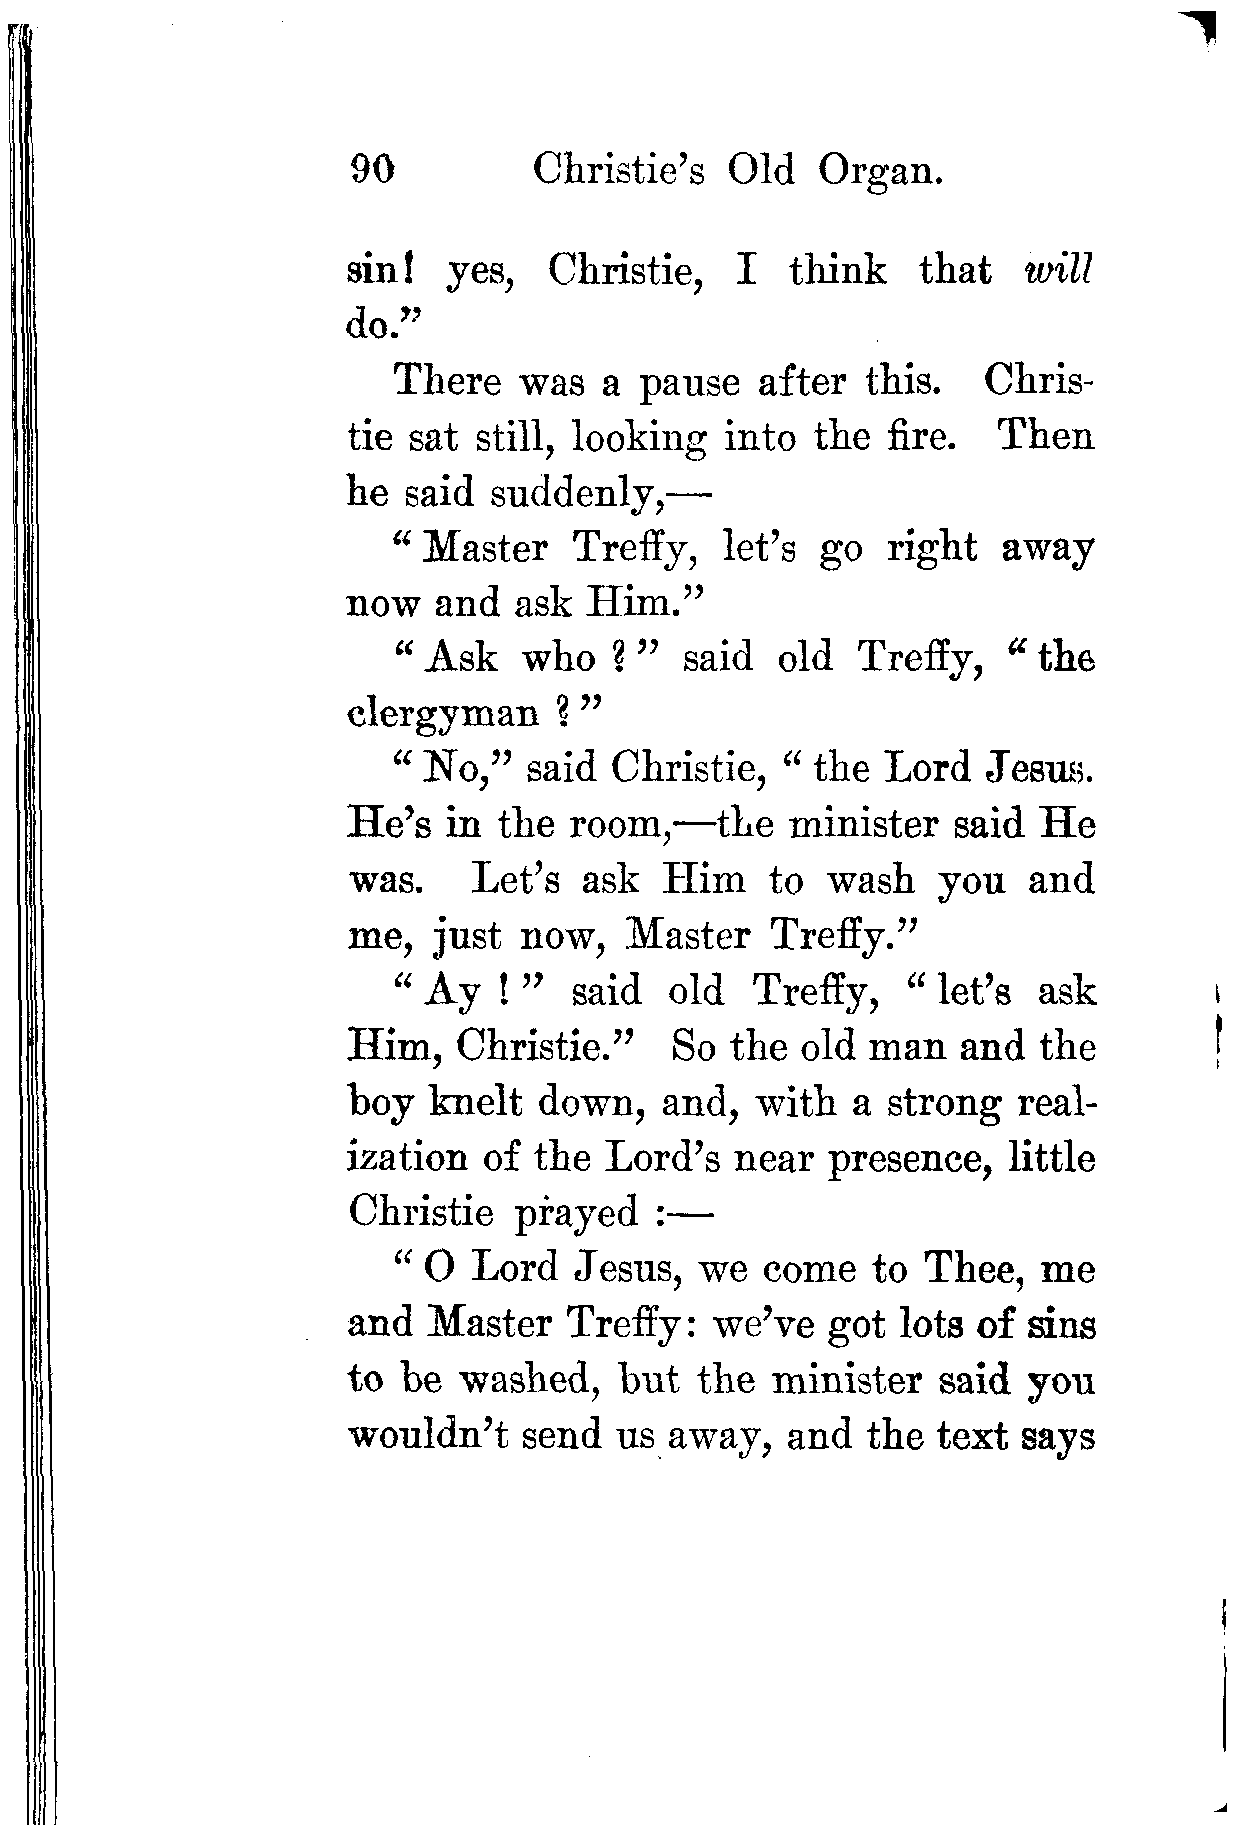 90 Christie's Old Organ.
sin! yes, Christie, I think that will
do."
There was a pause after this. Chris-
tie sat still, looking into the fire. Then
he said suddenly,—
" Master Treffy, let's go right away
now and ask Him."
" Ask who ? " said old Treffy, " the
clergyman ? "
" No," said Christie, " the Lord Jesus.
He's in the room,—the minister said He
was. Let's ask Him to wash you and
me, just now, Master Treffy."
" Ay ! " said old Treffy, " let's ask
Him, Christie." So the old man and the
boy knelt down, and, with a strong real-
ization of the Lord's near presence, little
Christie prayed :—
" O Lord Jesus, we come to Thee, me
and Master Treffy: we've got lots of sins
to be washed, but the minister said you
wouldn't send us away, and the text says